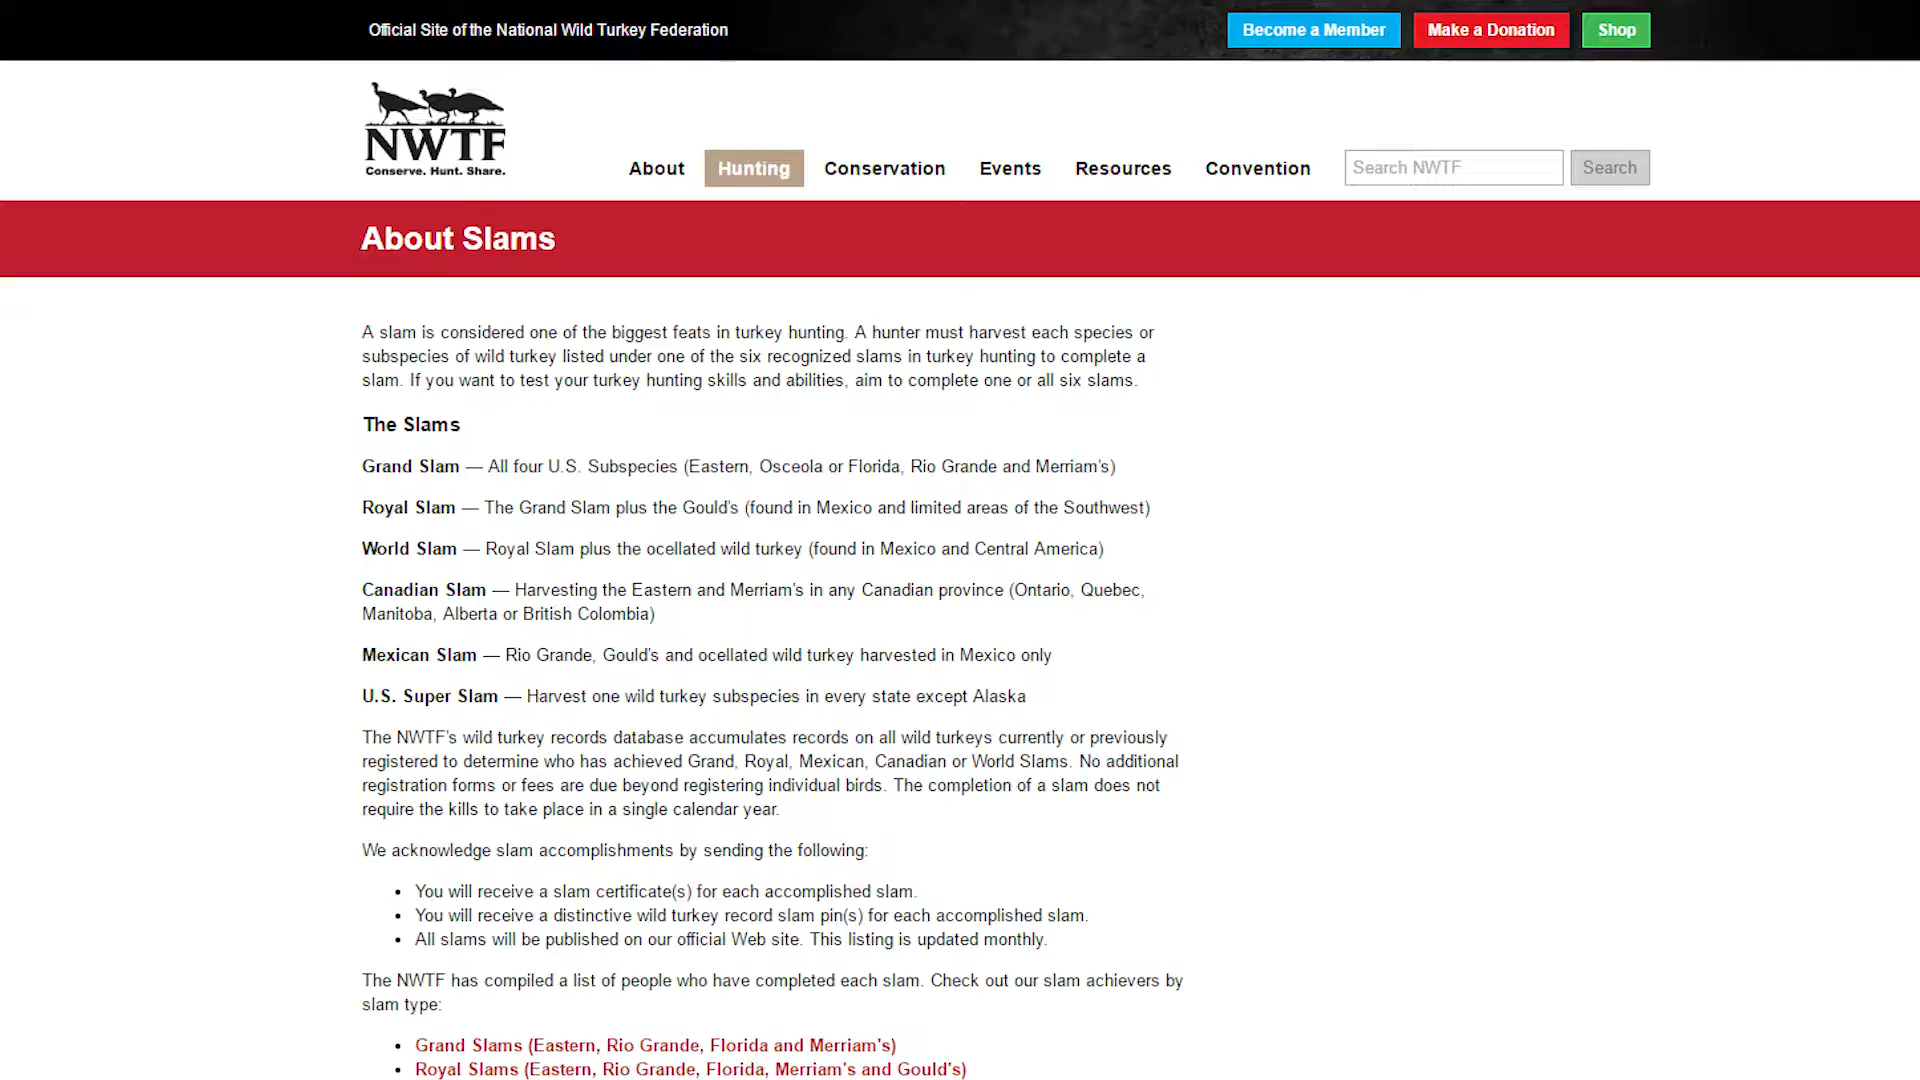 Official Site of the National Wild Turkey Federation
Become a Member
Make a Donation
Shop
NWTF
Conserve. Hunt. Share.
About
Hunting
Conservation
Events
Resources
Convention
Search NWTF
Search
About Slams
A slam is considered one of the biggest feats in turkey hunting. A hunter must harvest each species or
subspecies of wild turkey listed under one of the six recognized slams in turkey hunting to complete a
slam. If you want to test your turkey hunting skills and abilities, aim to complete one or all six slams.
The Slams
Grand Slam — All four U.S. Subspecies (Eastern, Osceola or Florida, Rio Grande and Merriam's)
Royal Slam — The Grand Slam plus the Gould's (found in Mexico and limited areas of the Southwest)
World Slam — Royal Slam plus the ocellated wild turkey (found in Mexico and Central America)
Canadian Slam — Harvesting the Eastern and Merriam's in any Canadian province (Ontario, Quebec,
Manitoba, Alberta or British Colombia)
Mexican Slam — Rio Grande, Gould's and ocellated wild turkey harvested in Mexico only
U.S. Super Slam — Harvest one wild turkey subspecies in every state except Alaska
The NWTF's wild turkey records database accumulates records on all wild turkeys currently or previously
registered to determine who has achieved Grand, Royal, Mexican, Canadian or World Slams. No additional
registration forms or fees are due beyond registering individual birds. The completion of a slam does not
require the kills to take place in a single calendar year.
We acknowledge slam accomplishments by sending the following:
• You will receive a slam certificate(s) for each accomplished slam.
• You will receive a distinctive wild turkey record slam pin(s) for each accomplished slam.
• All slams will be published on our official Web site. This listing is updated monthly.
The NWTF has compiled a list of people who have completed each slam. Check out our slam achievers by
slam type:
• Grand Slams (Eastern, Rio Grande, Florida and Merriam's)
• Royal Slams (Eastern, Rio Grande, Florida, Merriam's and Gould's)